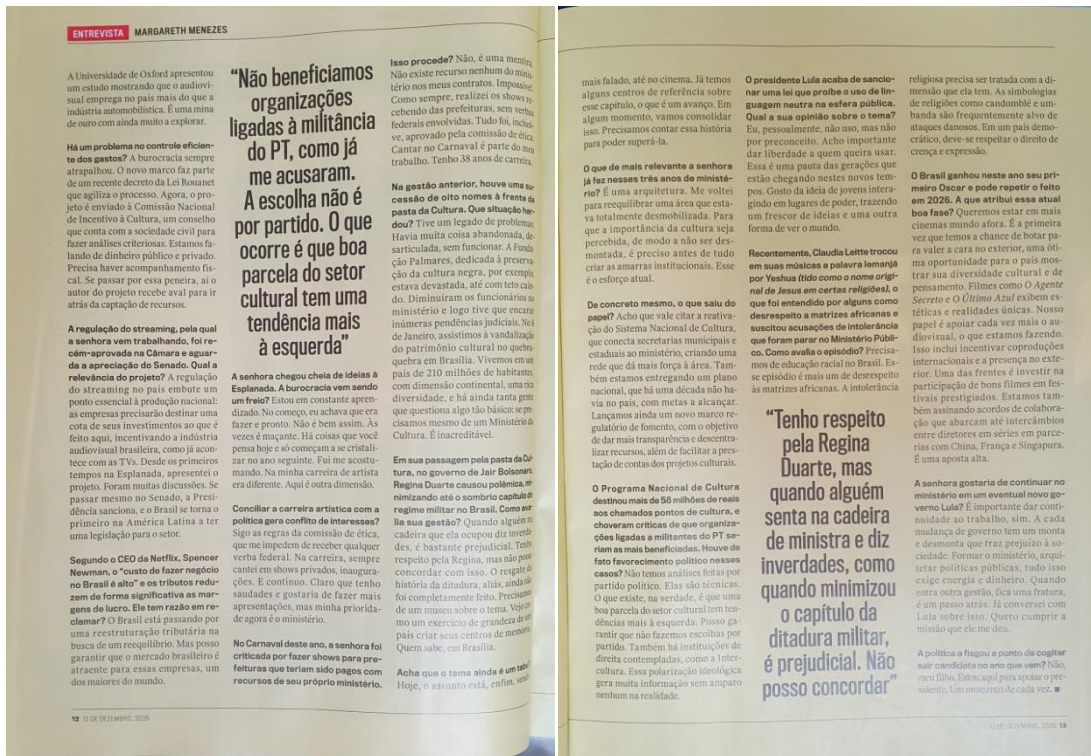 ENTREVISTA MARGARETH MENEZES
A Universidade de Oxford apresentou
um estudo mostrando que o audiovi-
sual emprega no país mais do que a
indústria automobilística. É uma mina
de ouro com ainda muito a explorar.
Há um problema no controle eficien-
te dos gastos? A burocracia sempre
atrapalhou. O novo marco faz parte
de um recente decreto da Lei Rouanet
que agiliza o processo. Agora, o pro-
jeto é enviado à Comissão Nacional
de Incentivo à Cultura, um conselho
que conta com a sociedade civil para
fazer análises criteriosas. Estamos fa-
lando de dinheiro público e privado.
Precisa haver acompanhamento fis-
cal. Se passar por essa peneira, aí o
autor do projeto recebe aval para ir
atrás da captação de recursos.
A regulação do streaming, pela qual
a senhora vem trabalhando, foi re-
cém-aprovada na Câmara e aguar-
da a apreciação do Senado. Qual a
relevância do projeto? A regulação
do streaming no país embute um
ponto essencial à produção nacional:
as empresas precisarão destinar uma
cota de seus investimentos ao que é
feito aqui, incentivando a indústria
audiovisual brasileira, como já acon-
tece com as TVs. Desde os primeiros
tempos na Esplanada, apresentei o
projeto. Foram muitas discussões. Se
passar mesmo no Senado, a Presi-
dência sanciona, e o Brasil se torna o
primeiro na América Latina a ter
uma legislação para o setor.
Segundo o CEO da Netflix, Spencer
Newman, o "custo de fazer negócio
no Brasil é alto" e os tributos redu-
zem de forma significativa as mar-
gens de lucro. Ele tem razão em re-
clamar? O Brasil está passando por
uma reestruturação tributária na
busca de um reequilíbrio. Mas posso
garantir que o mercado brasileiro é
atraente para essas empresas, um
dos maiores do mundo.
"Não beneficiamos
organizações
ligadas à militância
do PT, como já
me acusaram.
A escolha não é
por partido. O que
ocorre é que boa
parcela do setor
cultural tem uma
tendência mais
à esquerda"
A senhora chegou cheia de ideias à
Esplanada. A burocracia vem sendo
um freio? Estou em constante apren-
dizado. No começo, eu achava que era
fazer e pronto. Não é bem assim. Às
vezes é maçante. Há coisas que você
pensa hoje e só começam a se cristali-
zar no ano seguinte. Fui me acostu-
mando. Na minha carreira de artista
era diferente. Aqui é outra dimensão.
Conciliar a carreira artística com a
política gera conflito de interesses?
Sigo as regras da comissão de ética,
que me impedem de receber qualquer
verba federal. Na carreira, sempre
cantei em shows privados, inaugura-
ções. E continuo. Claro que tenho
saudades e gostaria de fazer mais
apresentações, mas minha priorida-
de agora é o ministério.
No Carnaval deste ano, a senhora foi
criticada por fazer shows para pre-
feituras que teriam sido pagos com
recursos de seu próprio ministério.
Isso procede? Não, é uma mentira.
Não existe recurso nenhum do minis-
tério nos meus contratos. Impossível.
Como sempre, realizei os shows re-
cebendo das prefeituras, sem verbas
federais envolvidas. Tudo foi, inclusi-
ve, aprovado pela comissão de ética.
Cantar no Carnaval é parte do meu
trabalho. Tenho 38 anos de carreira.
Na gestão anterior, houve uma su-
cessão de oito nomes à frente da
pasta da Cultura. Que situação her-
dou? Tive um legado de problemas.
Havia muita coisa abandonada, de-
sarticulada, sem funcionar. A Funda-
ção Palmares, dedicada à preserva-
ção da cultura negra, por exemplo,
estava devastada, até com teto cain-
do. Diminuíram os funcionários no
ministério e logo tive que encarar
inúmeras pendências judiciais. No 8
de Janeiro, assistimos à vandalização
do patrimônio cultural no quebra-
quebra em Brasília. Vivemos em um
país de 210 milhões de habitantes,
com dimensão continental, uma rica
diversidade, e há ainda tanta gente
que questiona algo tão básico: se pre-
cisamos mesmo de um Ministério da
Cultura. É inacreditável.
Em sua passagem pela pasta da Cul-
tura, no governo de Jair Bolsonaro,
Regina Duarte causou polêmica, mi-
nimizando até o sombrio capítulo do
regime militar no Brasil. Como ava-
lia sua gestão? Quando alguém na
cadeira que ela ocupou diz inverda-
des, é bastante prejudicial. Tenho
respeito pela Regina, mas não posso
concordar com isso. O resgate da
história da ditadura, aliás, ainda não
foi completamente feito. Precisamos
de um museu sobre o tema. Vejo co-
mo um exercício de grandeza de um
país criar seus centros de memória.
Quem sabe, em Brasília.
Acha que o tema ainda é um tabu?
Hoje, o assunto está, enfim, sendo
12 12 DE DEZEMBRO, 2025
mais falado, até no cinema. Já temos
alguns centros de referência sobre
esse capítulo, o que é um avanço. Em
algum momento, vamos consolidar
isso. Precisamos contar essa história
para poder superá-la.
O que de mais relevante a senhora
já fez nesses três anos de ministé-
rio? É uma arquitetura. Me voltei
para reequilibrar uma área que es-
tava totalmente desmobilizada. Para
que a importância da cultura seja
percebida, de modo a não ser des-
montada, é preciso antes de tudo
criar as amarras institucionais. Esse
é o esforço atual.
De concreto mesmo, o que saiu do
papel? Acho que vale citar a reativa-
ção do Sistema Nacional de Cultura,
que conecta secretarias municipais e
estaduais ao ministério, criando uma
rede que dá mais força à área. Tam-
bém estamos entregando um plano
nacional, que há uma década não ha-
via no país, com metas a alcançar.
Lançamos ainda um novo marco re-
gulatório de fomento, com o objetivo
de dar mais transparência e descentra-
lizar recursos, além de facilitar a pres-
tação de contas dos projetos culturais.
O Programa Nacional de Cultura
destinou mais de 58 milhões de reais
aos chamados pontos de cultura, e
choveram críticas de que organiza-
ções ligadas a militantes do PT se-
riam as mais beneficiadas. Houve de
fato favorecimento político nesses
casos? Não temos análises feitas por
partido político. Elas são técnicas.
O que existe, na verdade, é que uma
boa parcela do setor cultural tem ten-
dências mais à esquerda. Posso ga-
rantir que não fazemos escolhas por
partido. Também há instituições de
direita contempladas, como a Inter-
cultura. Essa polarização ideológica
gera muita informação sem amparo
nenhum na realidade.
O presidente Lula acaba de sancio-
nar uma lei que proíbe o uso de lin-
guagem neutra na esfera pública.
Qual a sua opinião sobre o tema?
Eu, pessoalmente, não uso, mas não
por preconceito. Acho importante
dar liberdade a quem queira usar.
Essa é uma pauta das gerações que
estão chegando nestes novos tem-
pos. Gosto da ideia de jovens intera-
gindo em lugares de poder, trazendo
um frescor de ideias e uma outra
forma de ver o mundo.
Recentemente, Claudia Leitte trocou
em suas músicas a palavra Iemanjá
por Yeshua (tido como o nome origi-
nal de Jesus em certas religiões), o
que foi entendido por alguns como
desrespeito a matrizes africanas e
suscitou acusações de intolerância
que foram parar no Ministério Públi-
co. Como avalia o episódio? Precisa-
mos de educação racial no Brasil. Es-
se episódio é mais um de desrespeito
às matrizes africanas. A intolerância
"Tenho respeito
pela Regina
Duarte, mas
quando alguém
senta na cadeira
de ministra e diz
inverdades, como
quando minimizou
o capítulo da
ditadura militar,
é prejudicial. Não
posso concordar"
religiosa precisa ser tratada com a di-
mensão que ela tem. As simbologias
de religiões como candomblé e um-
banda são frequentemente alvo de
ataques danosos. Em um país demo-
crático, deve-se respeitar o direito de
crença e expressão.
O Brasil ganhou neste ano seu pri-
meiro Oscar e pode repetir o feito
em 2026. A que atribui essa atual
boa fase? Queremos estar em mais
cinemas mundo afora. É a primeira
vez que temos a chance de botar pa-
ra valer a cara no exterior, uma óti-
ma oportunidade para o país mos-
trar sua diversidade cultural e de
pensamento. Filmes como O Agente
Secreto e O Último Azul exibem es-
téticas e realidades únicas. Nosso
papel é apoiar cada vez mais o au-
diovisual, o que estamos fazendo.
Isso inclui incentivar coproduções
internacionais e a presença no exte-
rior. Uma das frentes é investir na
participação de bons filmes em fes-
tivais prestigiados. Estamos tam-
bém assinando acordos de colabora-
ção que abarcam até intercâmbios
entre diretores em séries em parce-
rias com China, França e Singapura.
É uma aposta alta.
A senhora gostaria de continuar no
ministério em um eventual novo go-
verno Lula? É importante dar conti-
nuidade ao trabalho, sim. A cada
mudança de governo tem um monta
e desmonta que traz prejuízo à so-
ciedade. Formar o ministério, arqui-
tetar políticas públicas, tudo isso
exige energia e dinheiro. Quando
entra outra gestão, fica uma fratura,
é um passo atrás. Já conversei com
Lula sobre isso. Quero cumprir a
missão que ele me deu.
A política a fisgou a ponto de cogitar
sair candidata no ano que vem? Não,
meu filho. Estou aqui para apoiar o pre-
sidente. Um momento de cada vez. ■
12 DE DEZEMBRO, 2025 13